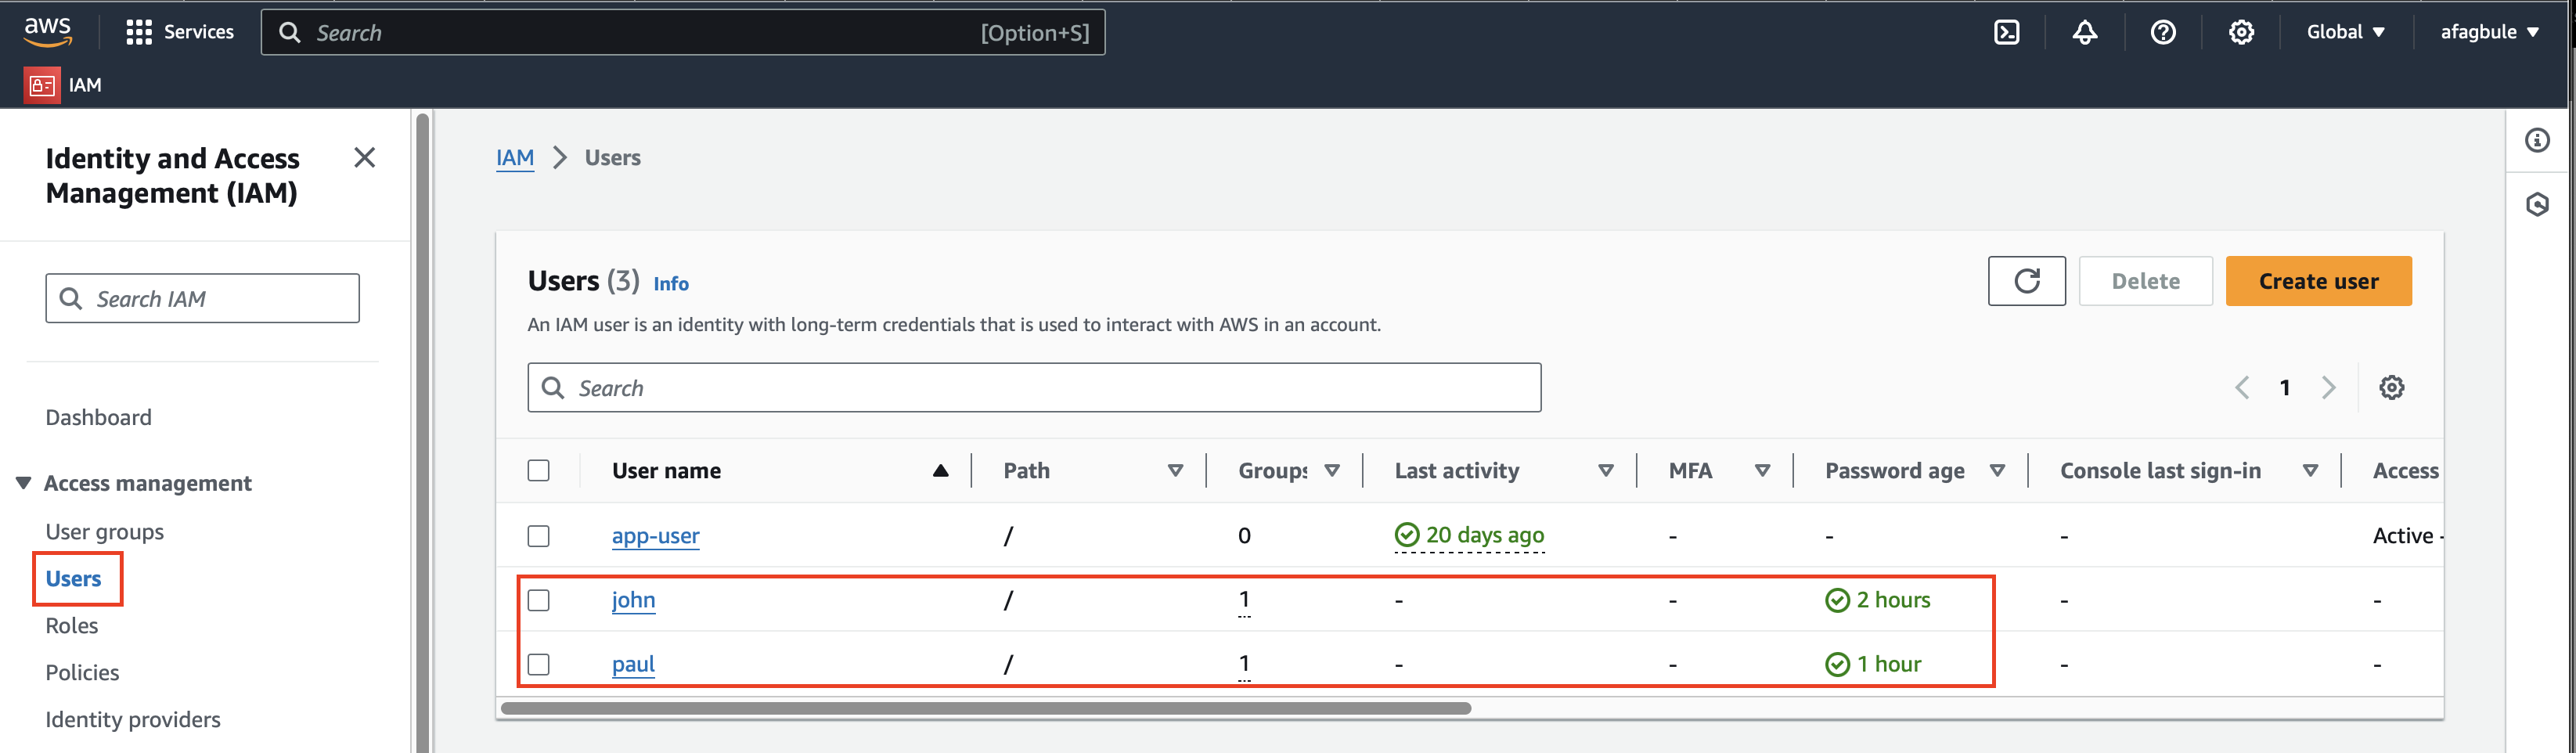 aws Services Search [Option+S] Global afagbule
IAM
Identity and Access
Management (IAM)
Search IAM
Dashboard
Access management
User groups
Users
Roles
Policies
Identity providers
IAM > Users
Users (3) Info
Delete Create user
An IAM user is an identity with long-term credentials that is used to interact with AWS in an account.
Search
1
User name Path Groups Last activity MFA Password age Console last sign-in Access
app-user / 0 20 days ago - - - Active -
john / 1 - - 2 hours - -
paul / 1 - - 1 hour - -